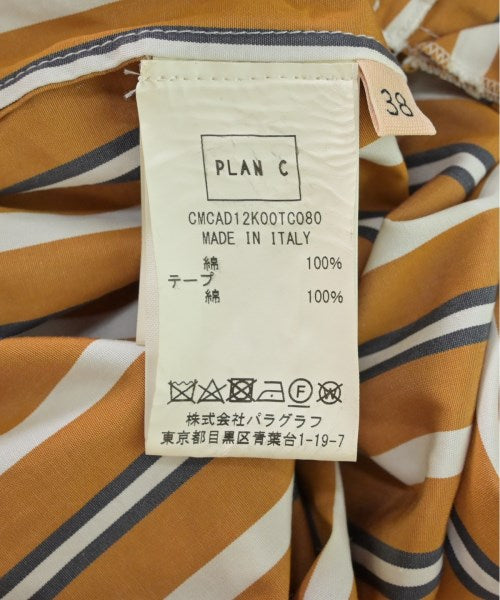 38
PLAN C
CMCAD12K00TC080
MADE IN ITALY
綿 100%
テープ
綿 100%
F
W
株式会社パラグラフ
東京都目黒区青葉台1-19-7